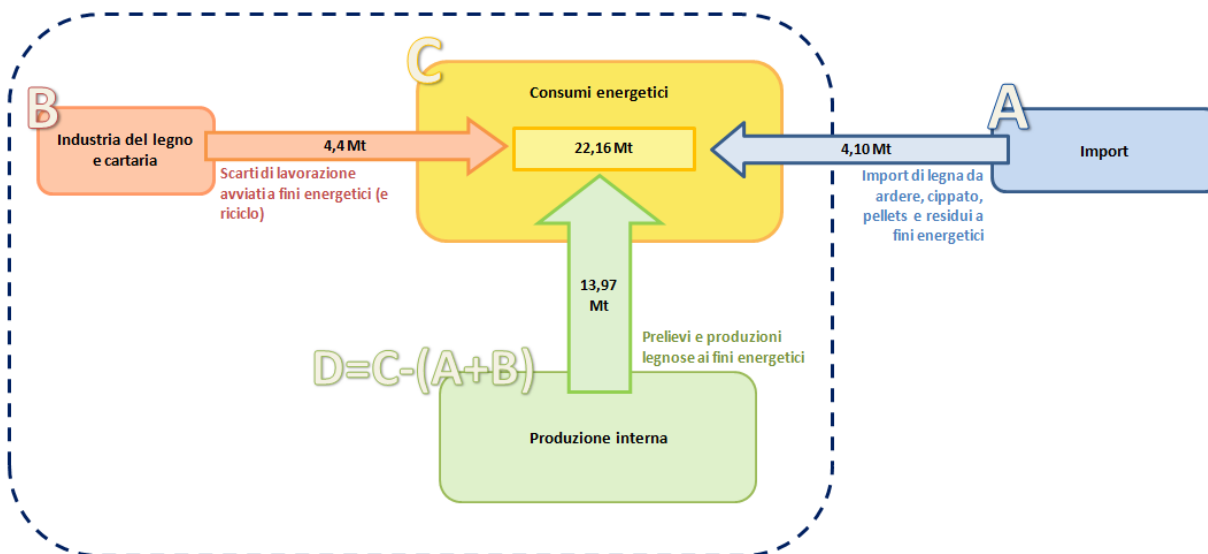 C
Consumi energetici
B
Industria del legno
e cartaria
4,4 Mt
22,16 Mt
4,10 Mt
A
Import
Scarti di lavorazione
avviati a fini energetici (e
riciclo)
Import di legna da
ardere, cippato,
pellets e residui a
fini energetici
13,97
Mt
Prelievi e produzioni
legnose ai fini energetici
D=C-(A+B)
Produzione interna